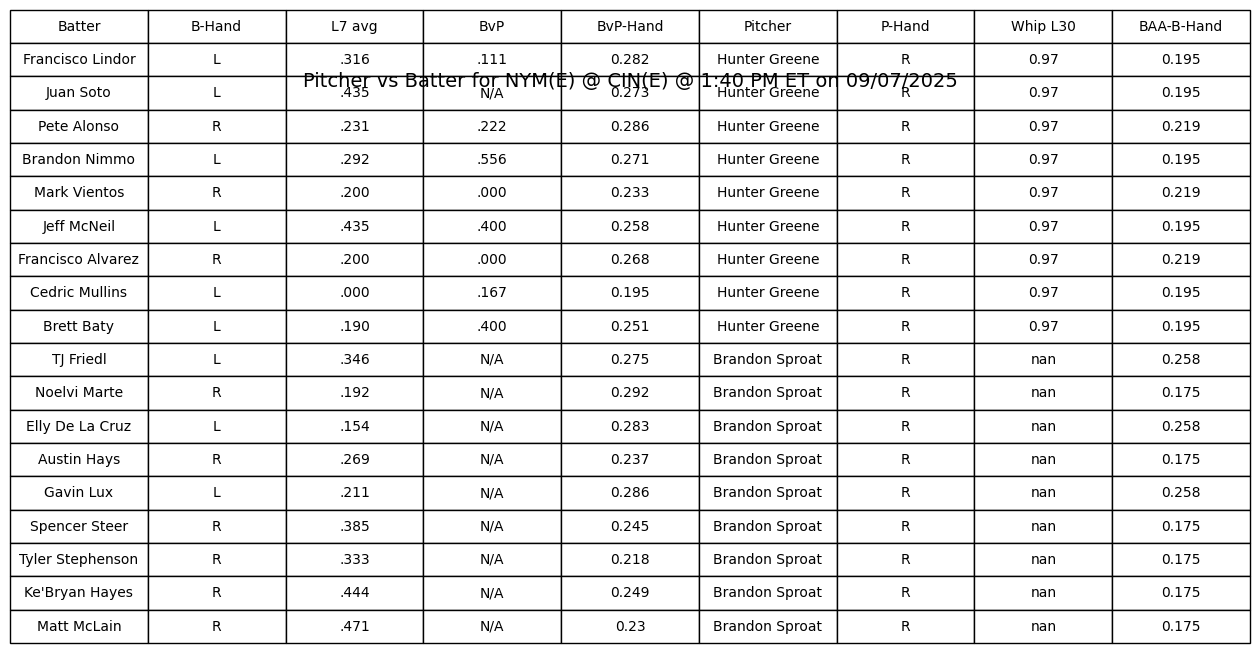 Batter B-Hand L7 avg BvP BvP-Hand Pitcher P-Hand Whip L30 BAA-B-Hand
Francisco Lindor L .316 .111 0.282 Hunter Greene R 0.97 0.195
Pitcher vs Batter for NYM(E) @ CIN(E) @ 1:40 PM ET on 09/07/2025
Juan Soto L .435 N/A 0.273 Hunter Greene R 0.97 0.195
Pete Alonso R .231 .222 0.286 Hunter Greene R 0.97 0.219
Brandon Nimmo L .292 .556 0.271 Hunter Greene R 0.97 0.195
Mark Vientos R .200 .000 0.233 Hunter Greene R 0.97 0.219
Jeff McNeil L .435 .400 0.258 Hunter Greene R 0.97 0.195
Francisco Alvarez R .200 .000 0.268 Hunter Greene R 0.97 0.219
Cedric Mullins L .000 .167 0.195 Hunter Greene R 0.97 0.195
Brett Baty L .190 .400 0.251 Hunter Greene R 0.97 0.195
TJ Friedl L .346 N/A 0.275 Brandon Sproat R nan 0.258
Noelvi Marte R .192 N/A 0.292 Brandon Sproat R nan 0.175
Elly De La Cruz L .154 N/A 0.283 Brandon Sproat R nan 0.258
Austin Hays R .269 N/A 0.237 Brandon Sproat R nan 0.175
Gavin Lux L .211 N/A 0.286 Brandon Sproat R nan 0.258
Spencer Steer R .385 N/A 0.245 Brandon Sproat R nan 0.175
Tyler Stephenson R .333 N/A 0.218 Brandon Sproat R nan 0.175
Ke'Bryan Hayes R .444 N/A 0.249 Brandon Sproat R nan 0.175
Matt McLain R .471 N/A 0.23 Brandon Sproat R nan 0.175